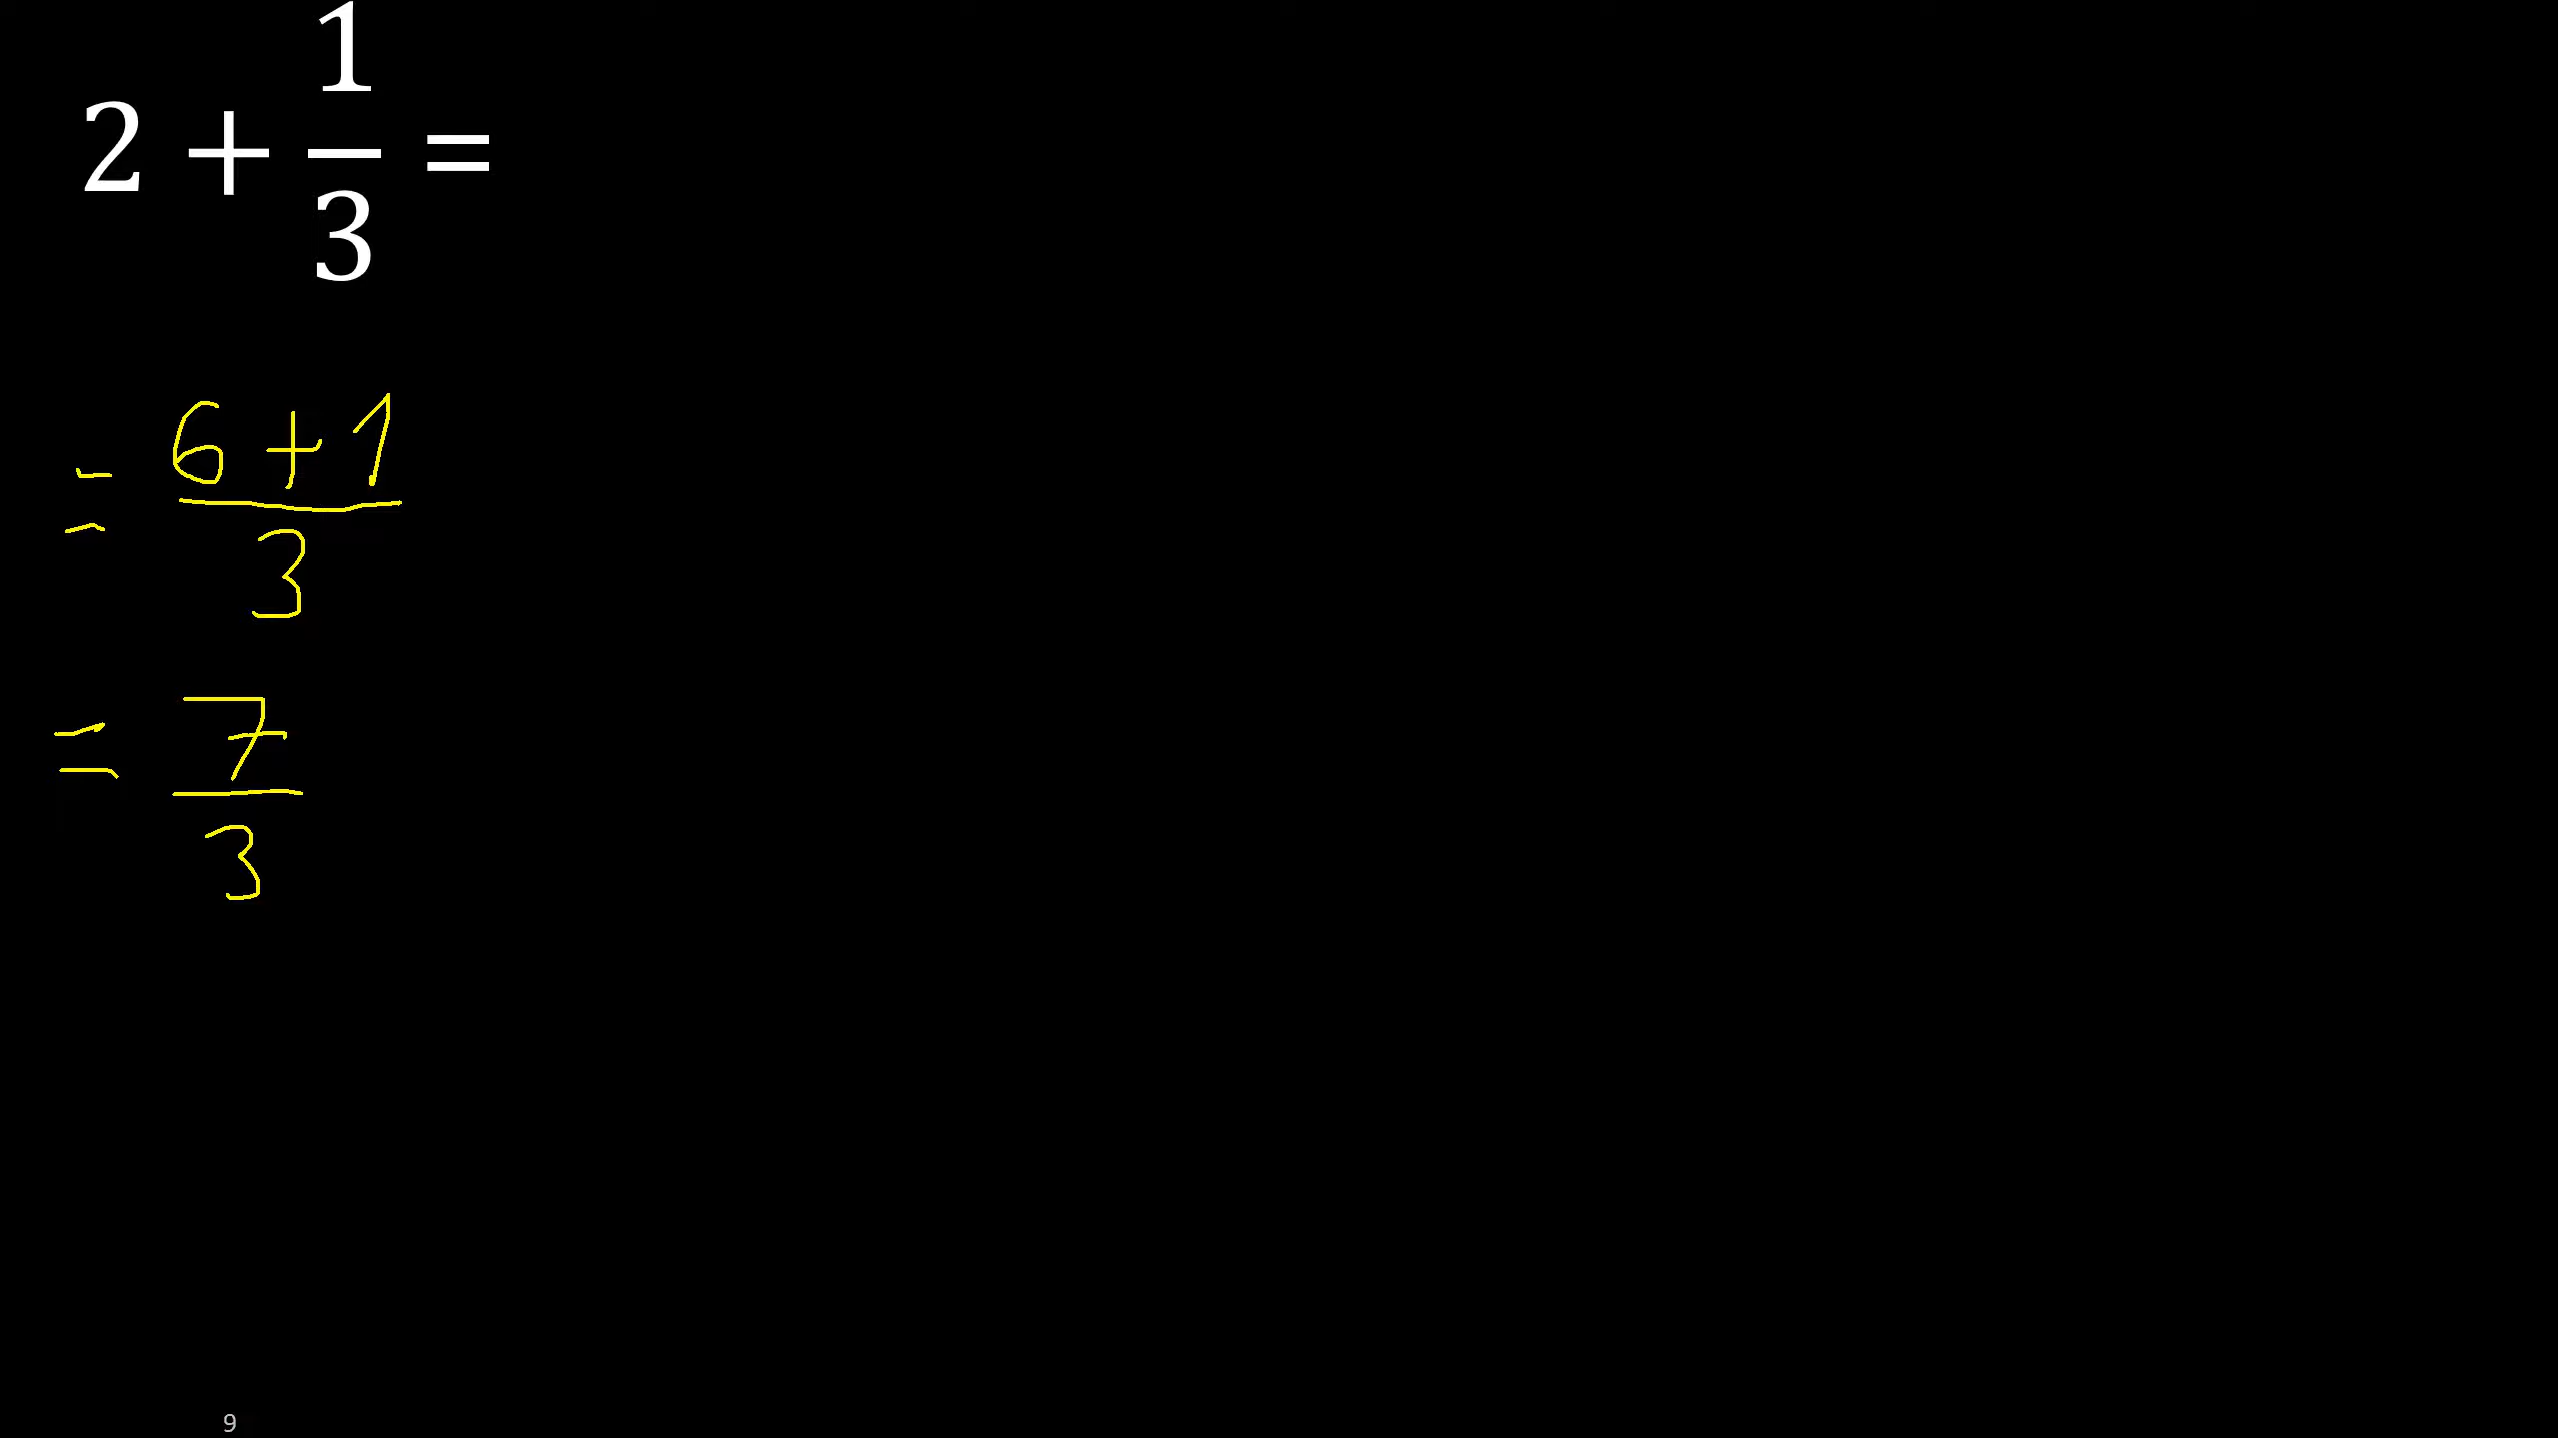 2 + 1/3 =
= (6+1)/3
= 7/3
9